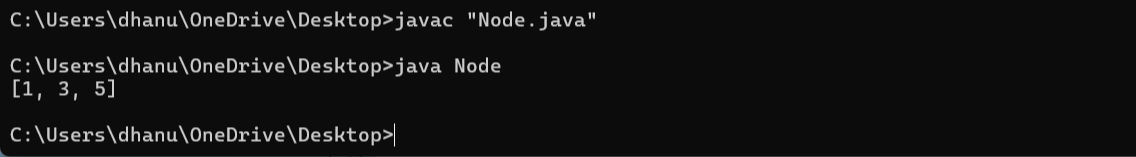 C:\Users\dhanu\OneDrive\Desktop>javac "Node.java"
C:\Users\dhanu\OneDrive\Desktop>java Node
[1, 3, 5]
C:\Users\dhanu\OneDrive\Desktop>